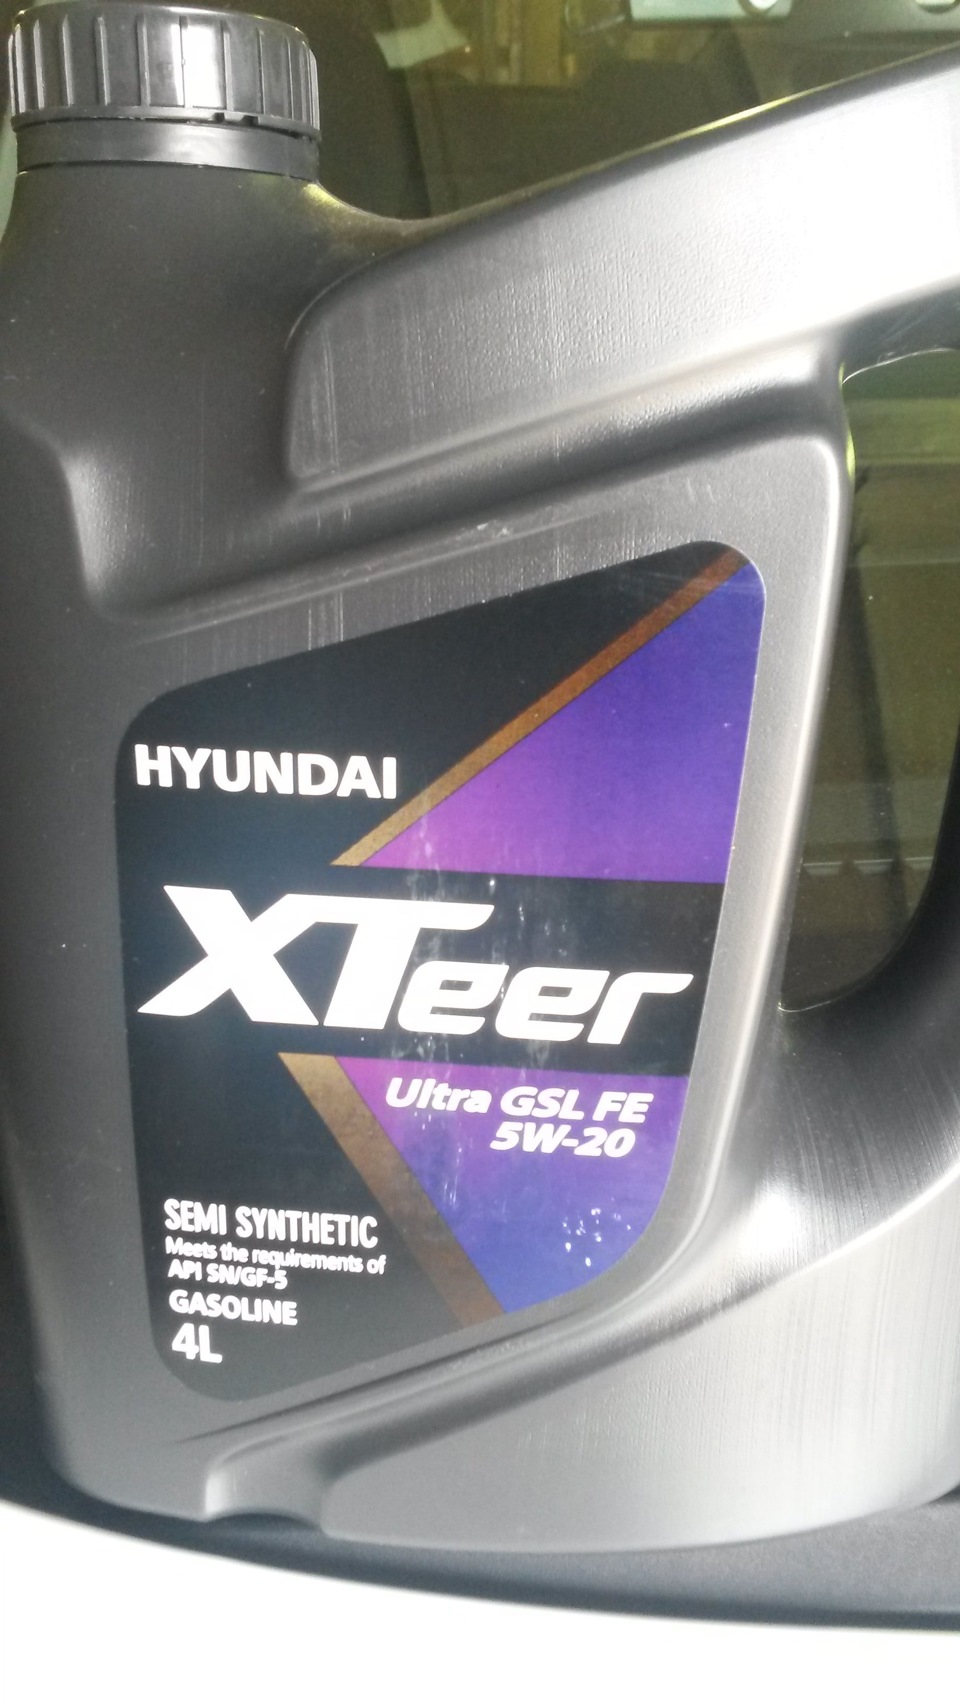 HYUNDAI
XTeer
Ultra GSL FE
5W-20
SEMI SYNTHETIC
Meets the requirements of
API SN/GF-5
GASOLINE
4L